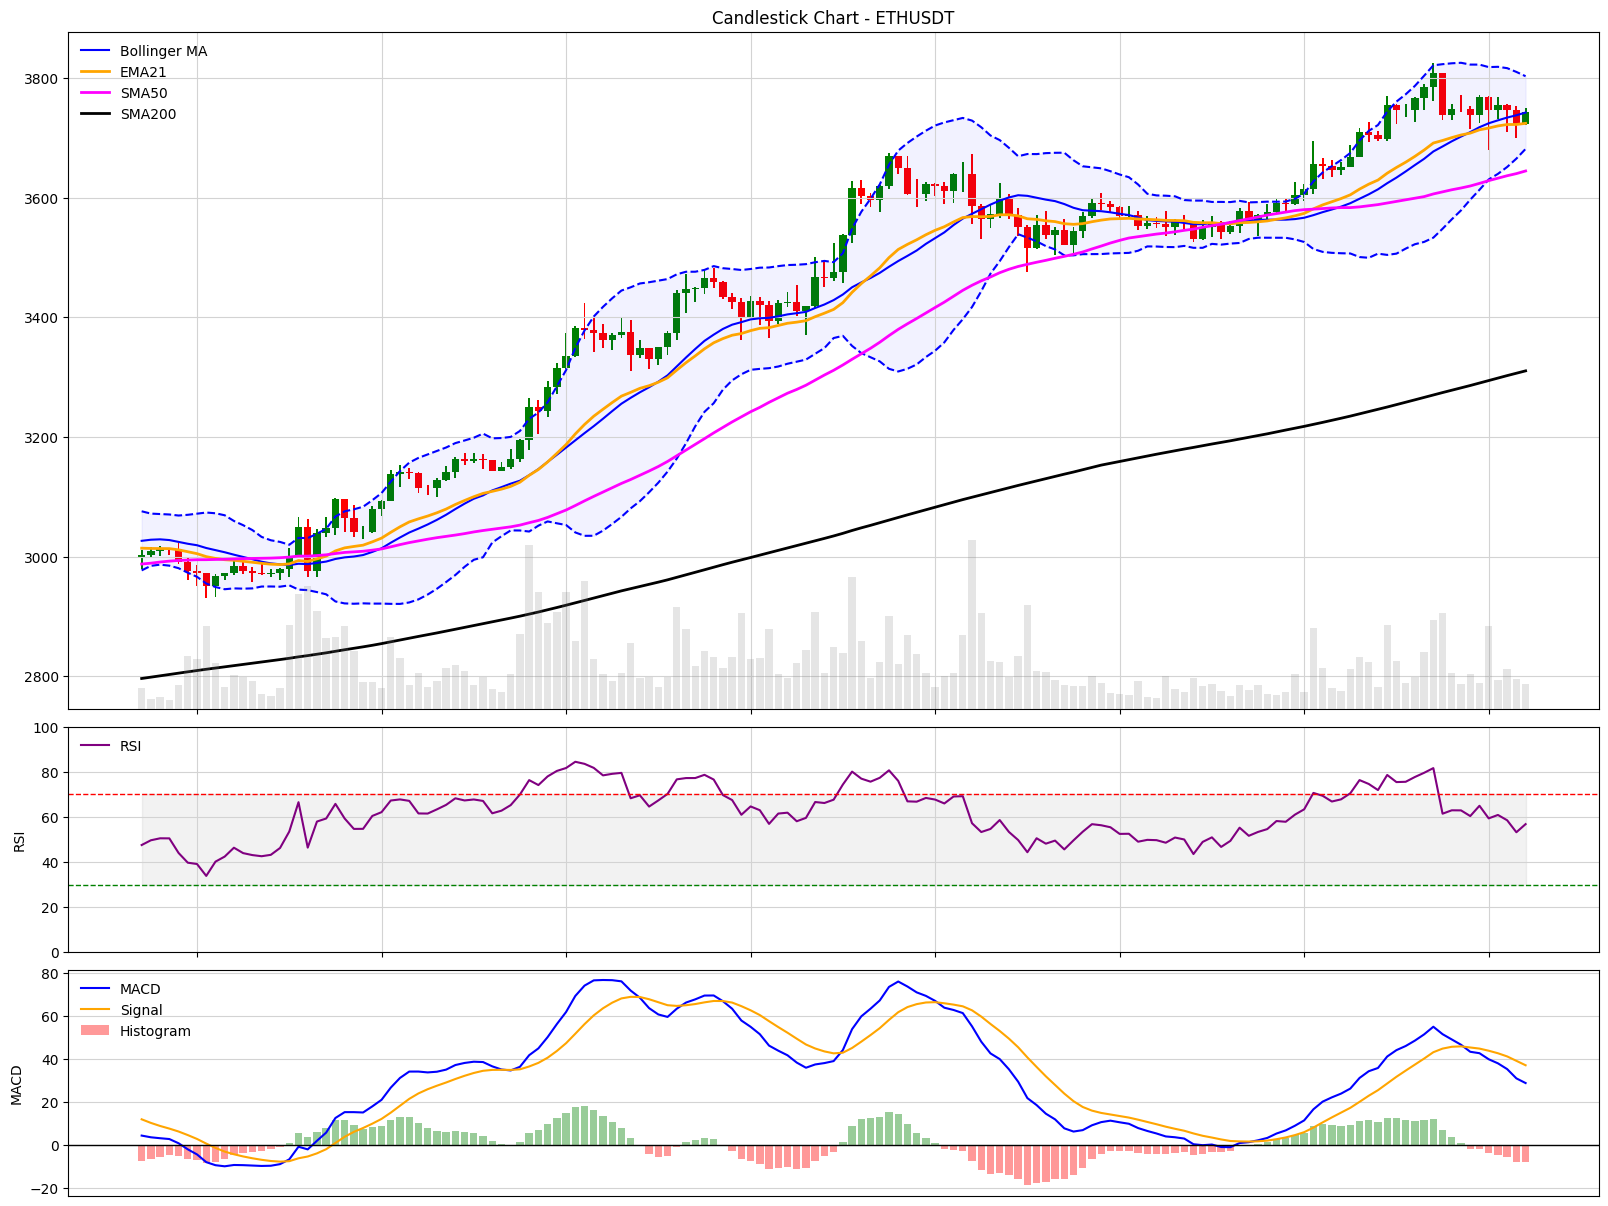 Candlestick Chart - ETHUSDT
Bollinger MA
EMA21
SMA50
SMA200
3800
3600
3400
3200
3000
2800
RSI
100
80
60
40
20
0
RSI
MACD
Signal
Histogram
80
60
40
20
0
−20
MACD